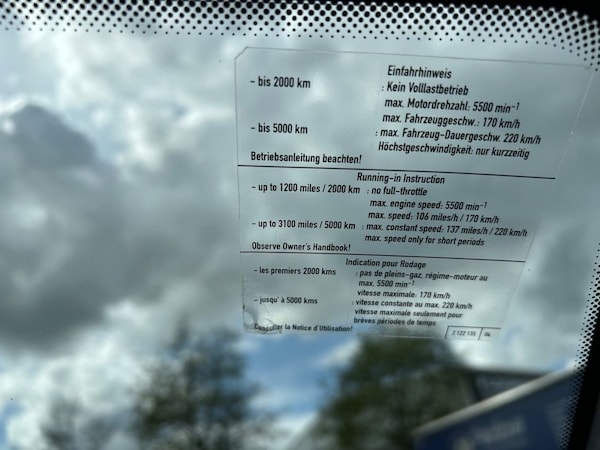 Einfahrhinweis
- bis 2000 km : Kein Volllastbetrieb
max. Motordrehzahl: 5500 min⁻¹
max. Fahrzeuggeschw.: 170 km/h
- bis 5000 km : max. Fahrzeug-Dauergeschw. 220 km/h
Höchstgeschwindigkeit: nur kurzzeitig
Betriebsanleitung beachten!
Running-in Instruction
- up to 1200 miles / 2000 km : no full-throttle
max. engine speed: 5500 min⁻¹
max. speed: 106 miles/h / 170 km/h
- up to 3100 miles / 5000 km : max. constant speed: 137 miles/h / 220 km/h
max. speed only for short periods
Observe Owner's Handbook!
Indication pour Rodage
- les premiers 2000 kms : pas de pleins-gaz, régime-moteur au
max. 5500 min⁻¹
vitesse maximale: 170 km/h
- jusqu' à 5000 kms : vitesse constante au max. 220 km/h
vitesse maximale seulement pour
brèves périodes de temps
Consulter la Notice d'Utilisation!